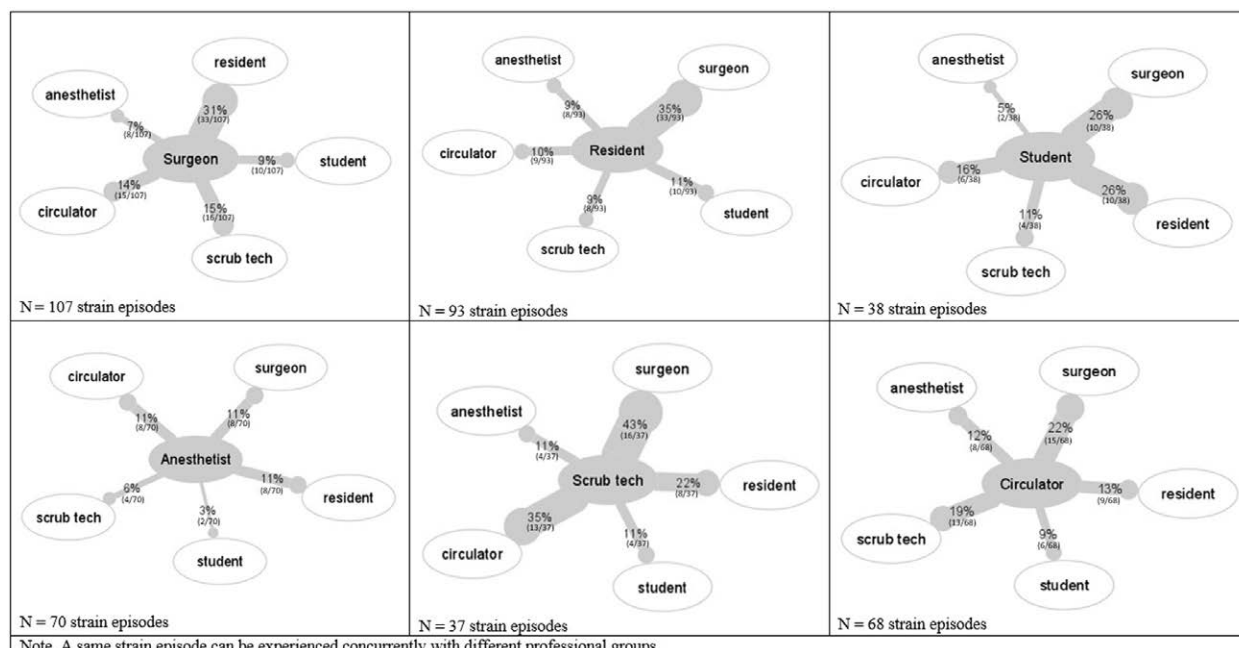 resident
anesthetist
31%
(33/107)
7%
(8/107)
Surgeon
9%
(10/107)
student
14%
(15/107)
circulator
15%
(16/107)
scrub tech
N = 107 strain episodes
anesthetist
surgeon
9%
(8/93)
35%
(33/93)
circulator
10%
(9/93)
Resident
11%
(10/93)
9%
(8/93)
student
scrub tech
N = 93 strain episodes
anesthetist
surgeon
5%
(2/38)
26%
(10/38)
Student
circulator
16%
(6/38)
26%
(10/38)
11%
(4/38)
resident
scrub tech
N = 38 strain episodes
circulator
surgeon
11%
(8/70)
11%
(8/70)
Anesthetist
6%
(4/70)
11%
(8/70)
resident
scrub tech
3%
(2/70)
student
N = 70 strain episodes
surgeon
anesthetist
43%
(16/37)
11%
(4/37)
Scrub tech
22%
(8/37)
resident
35%
(13/37)
circulator
11%
(4/37)
student
N = 37 strain episodes
anesthetist
surgeon
12%
(8/68)
22%
(15/68)
Circulator
13%
(9/68)
resident
19%
(13/68)
scrub tech
9%
(6/68)
student
N = 68 strain episodes
Note. A same strain episode can be experienced concurrently with different professional groups